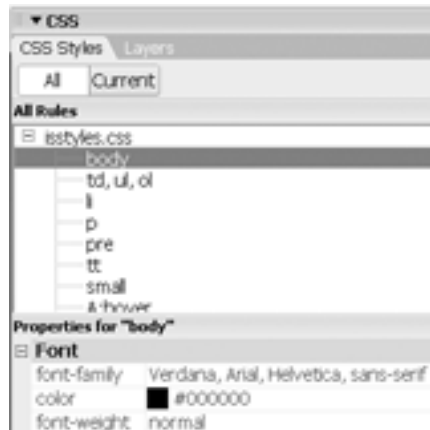 CSS
CSS Styles Layers
All Current
All Rules
isstyles.css
body
td, ul, ol
li
p
pre
tt
small
A:hover
Properties for "body"
Font
font-family Verdana, Arial, Helvetica, sans-serif
color #000000
font-weight normal